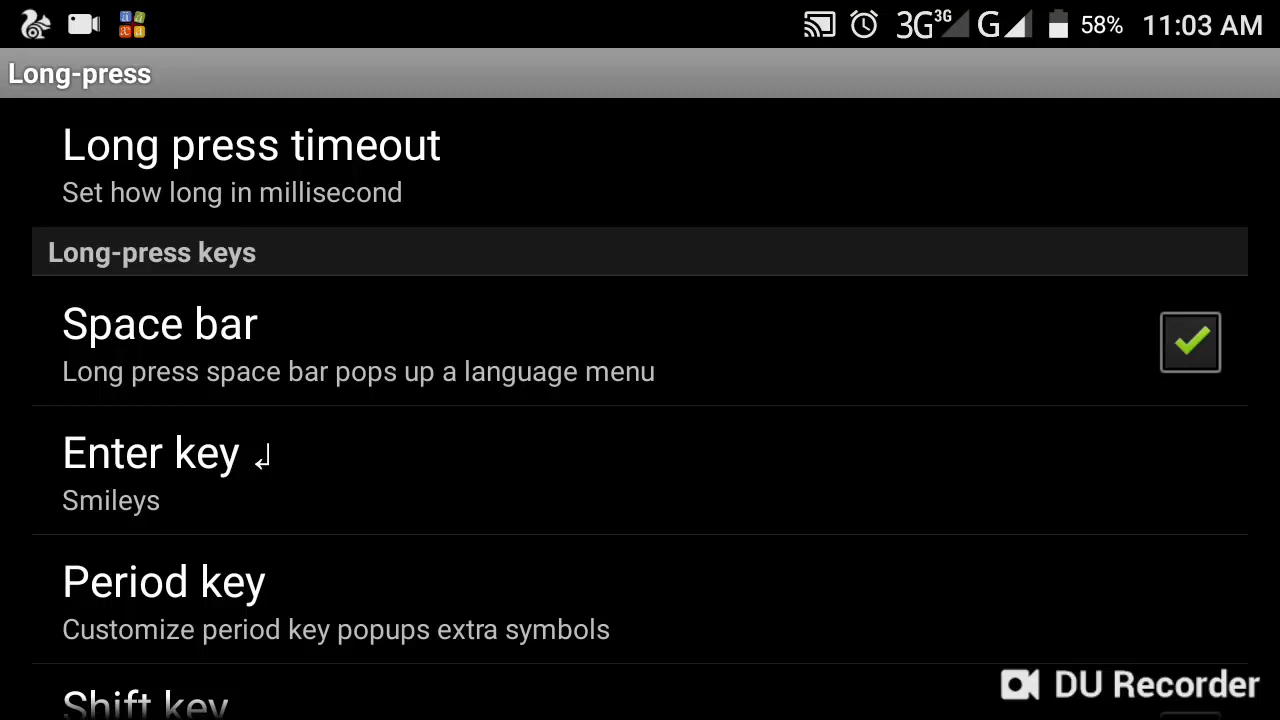 3G 3G G 58% 11:03 AM
Long-press
Long press timeout
Set how long in millisecond
Long-press keys
Space bar
Long press space bar pops up a language menu
Enter key ↲
Smileys
Period key
Customize period key popups extra symbols
Shift key
DU Recorder